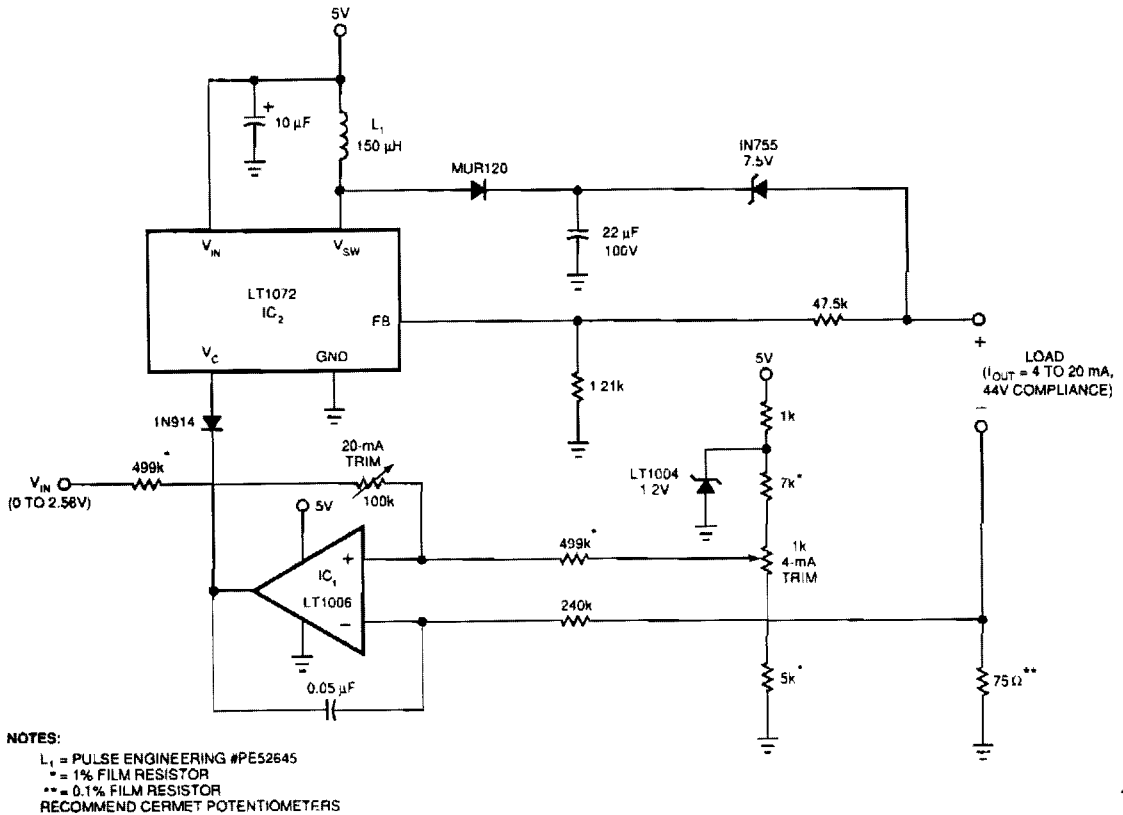 5V
10 μF
+
L1
150 μH
MUR120
IN755
7.5V
22 μF
100V
VIN
VSW
LT1072
IC2
FB
VC
GND
47.5k
1.21k
+
LOAD
(IOUT = 4 TO 20 mA,
44V COMPLIANCE)
−
5V
1k
1N914
20-mA
TRIM
100k
VIN
(0 TO 2.56V)
499k*
LT1004
1.2V
7k*
5V
+
IC1
LT1006
−
499k*
1k
4-mA
TRIM
240k
5k*
75Ω**
0.05 μF
NOTES:
L1 = PULSE ENGINEERING #PE52645
* = 1% FILM RESISTOR
** = 0.1% FILM RESISTOR
RECOMMEND CERMET POTENTIOMETERS